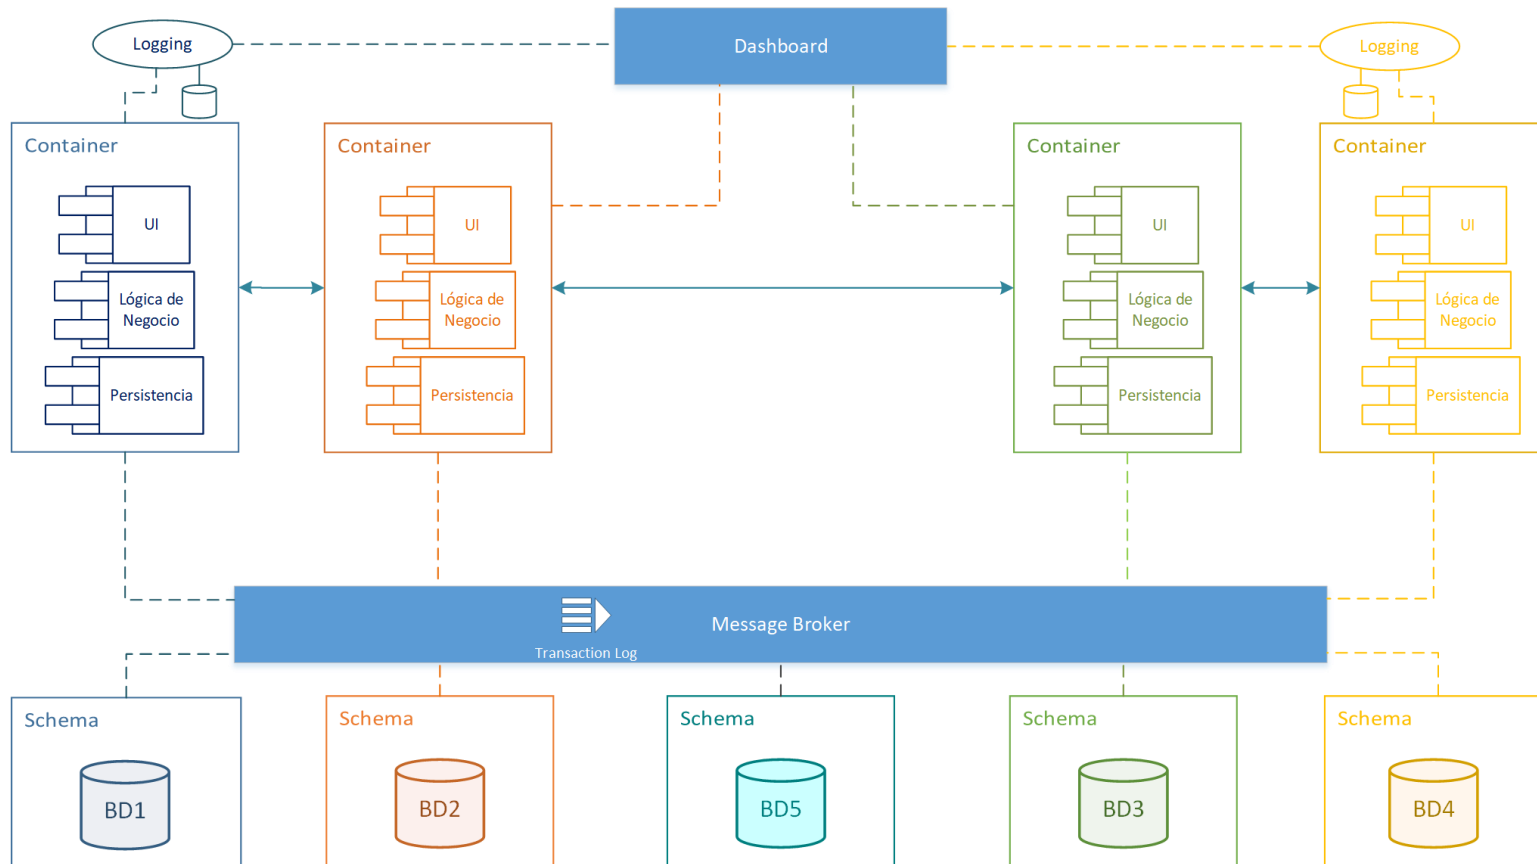 Logging
Dashboard
Logging
Container
Container
Container
Container
UI
UI
UI
UI
Lógica de
Negocio
Lógica de
Negocio
Lógica de
Negocio
Lógica de
Negocio
Persistencia
Persistencia
Persistencia
Persistencia
Message Broker
Transaction Log
Schema
Schema
Schema
Schema
Schema
BD1
BD2
BD5
BD3
BD4